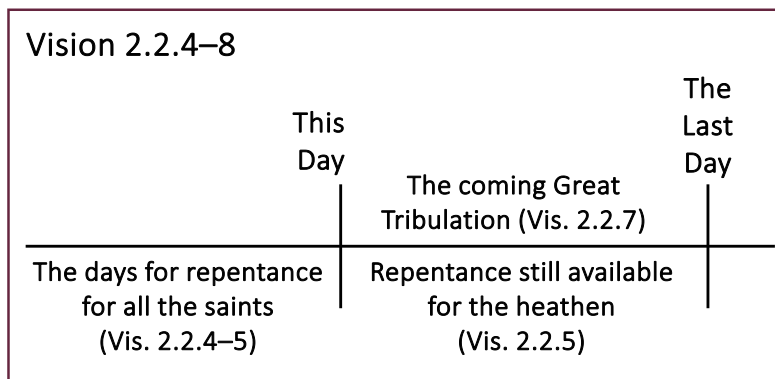 Vision 2.2.4–8
This
Day
The
Last
Day
The coming Great
Tribulation (Vis. 2.2.7)
The days for repentance
for all the saints
(Vis. 2.2.4–5)
Repentance still available
for the heathen
(Vis. 2.2.5)